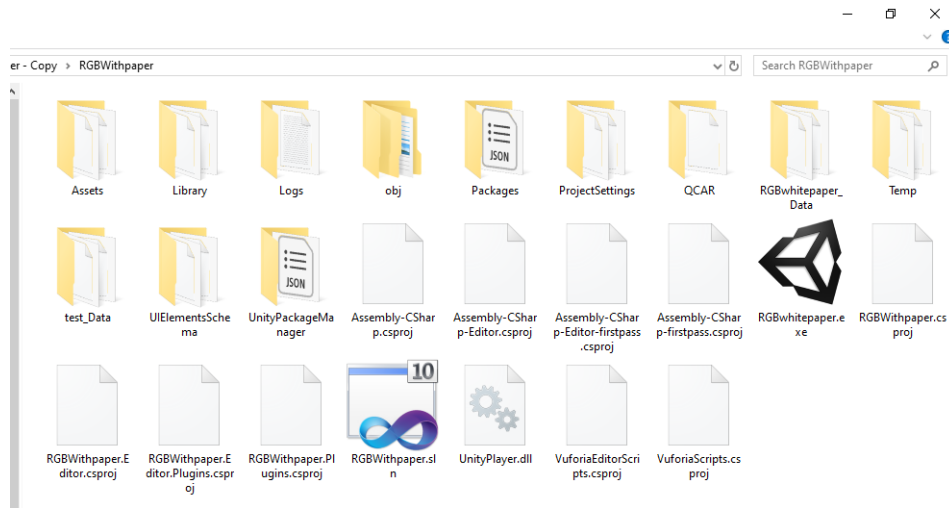 er - Copy > RGBWithpaper
Search RGBWithpaper
JSON
Assets
Library
Logs
obj
Packages
ProjectSettings
QCAR
RGBwhitepaper_
Data
Temp
JSON
test_Data
UIElementsSche
ma
UnityPackageMa
nager
Assembly-CShar
p.csproj
Assembly-CShar
p-Editor.csproj
Assembly-CShar
p-Editor-firstpass
.csproj
Assembly-CShar
p-firstpass.csproj
RGBwhitepaper.e
xe
RGBWithpaper.cs
proj
10
RGBWithpaper.E
ditor.csproj
RGBWithpaper.E
ditor.Plugins.cspr
oj
RGBWithpaper.Pl
ugins.csproj
RGBWithpaper.sl
n
UnityPlayer.dll
VuforiaEditorScri
pts.csproj
VuforiaScripts.cs
proj